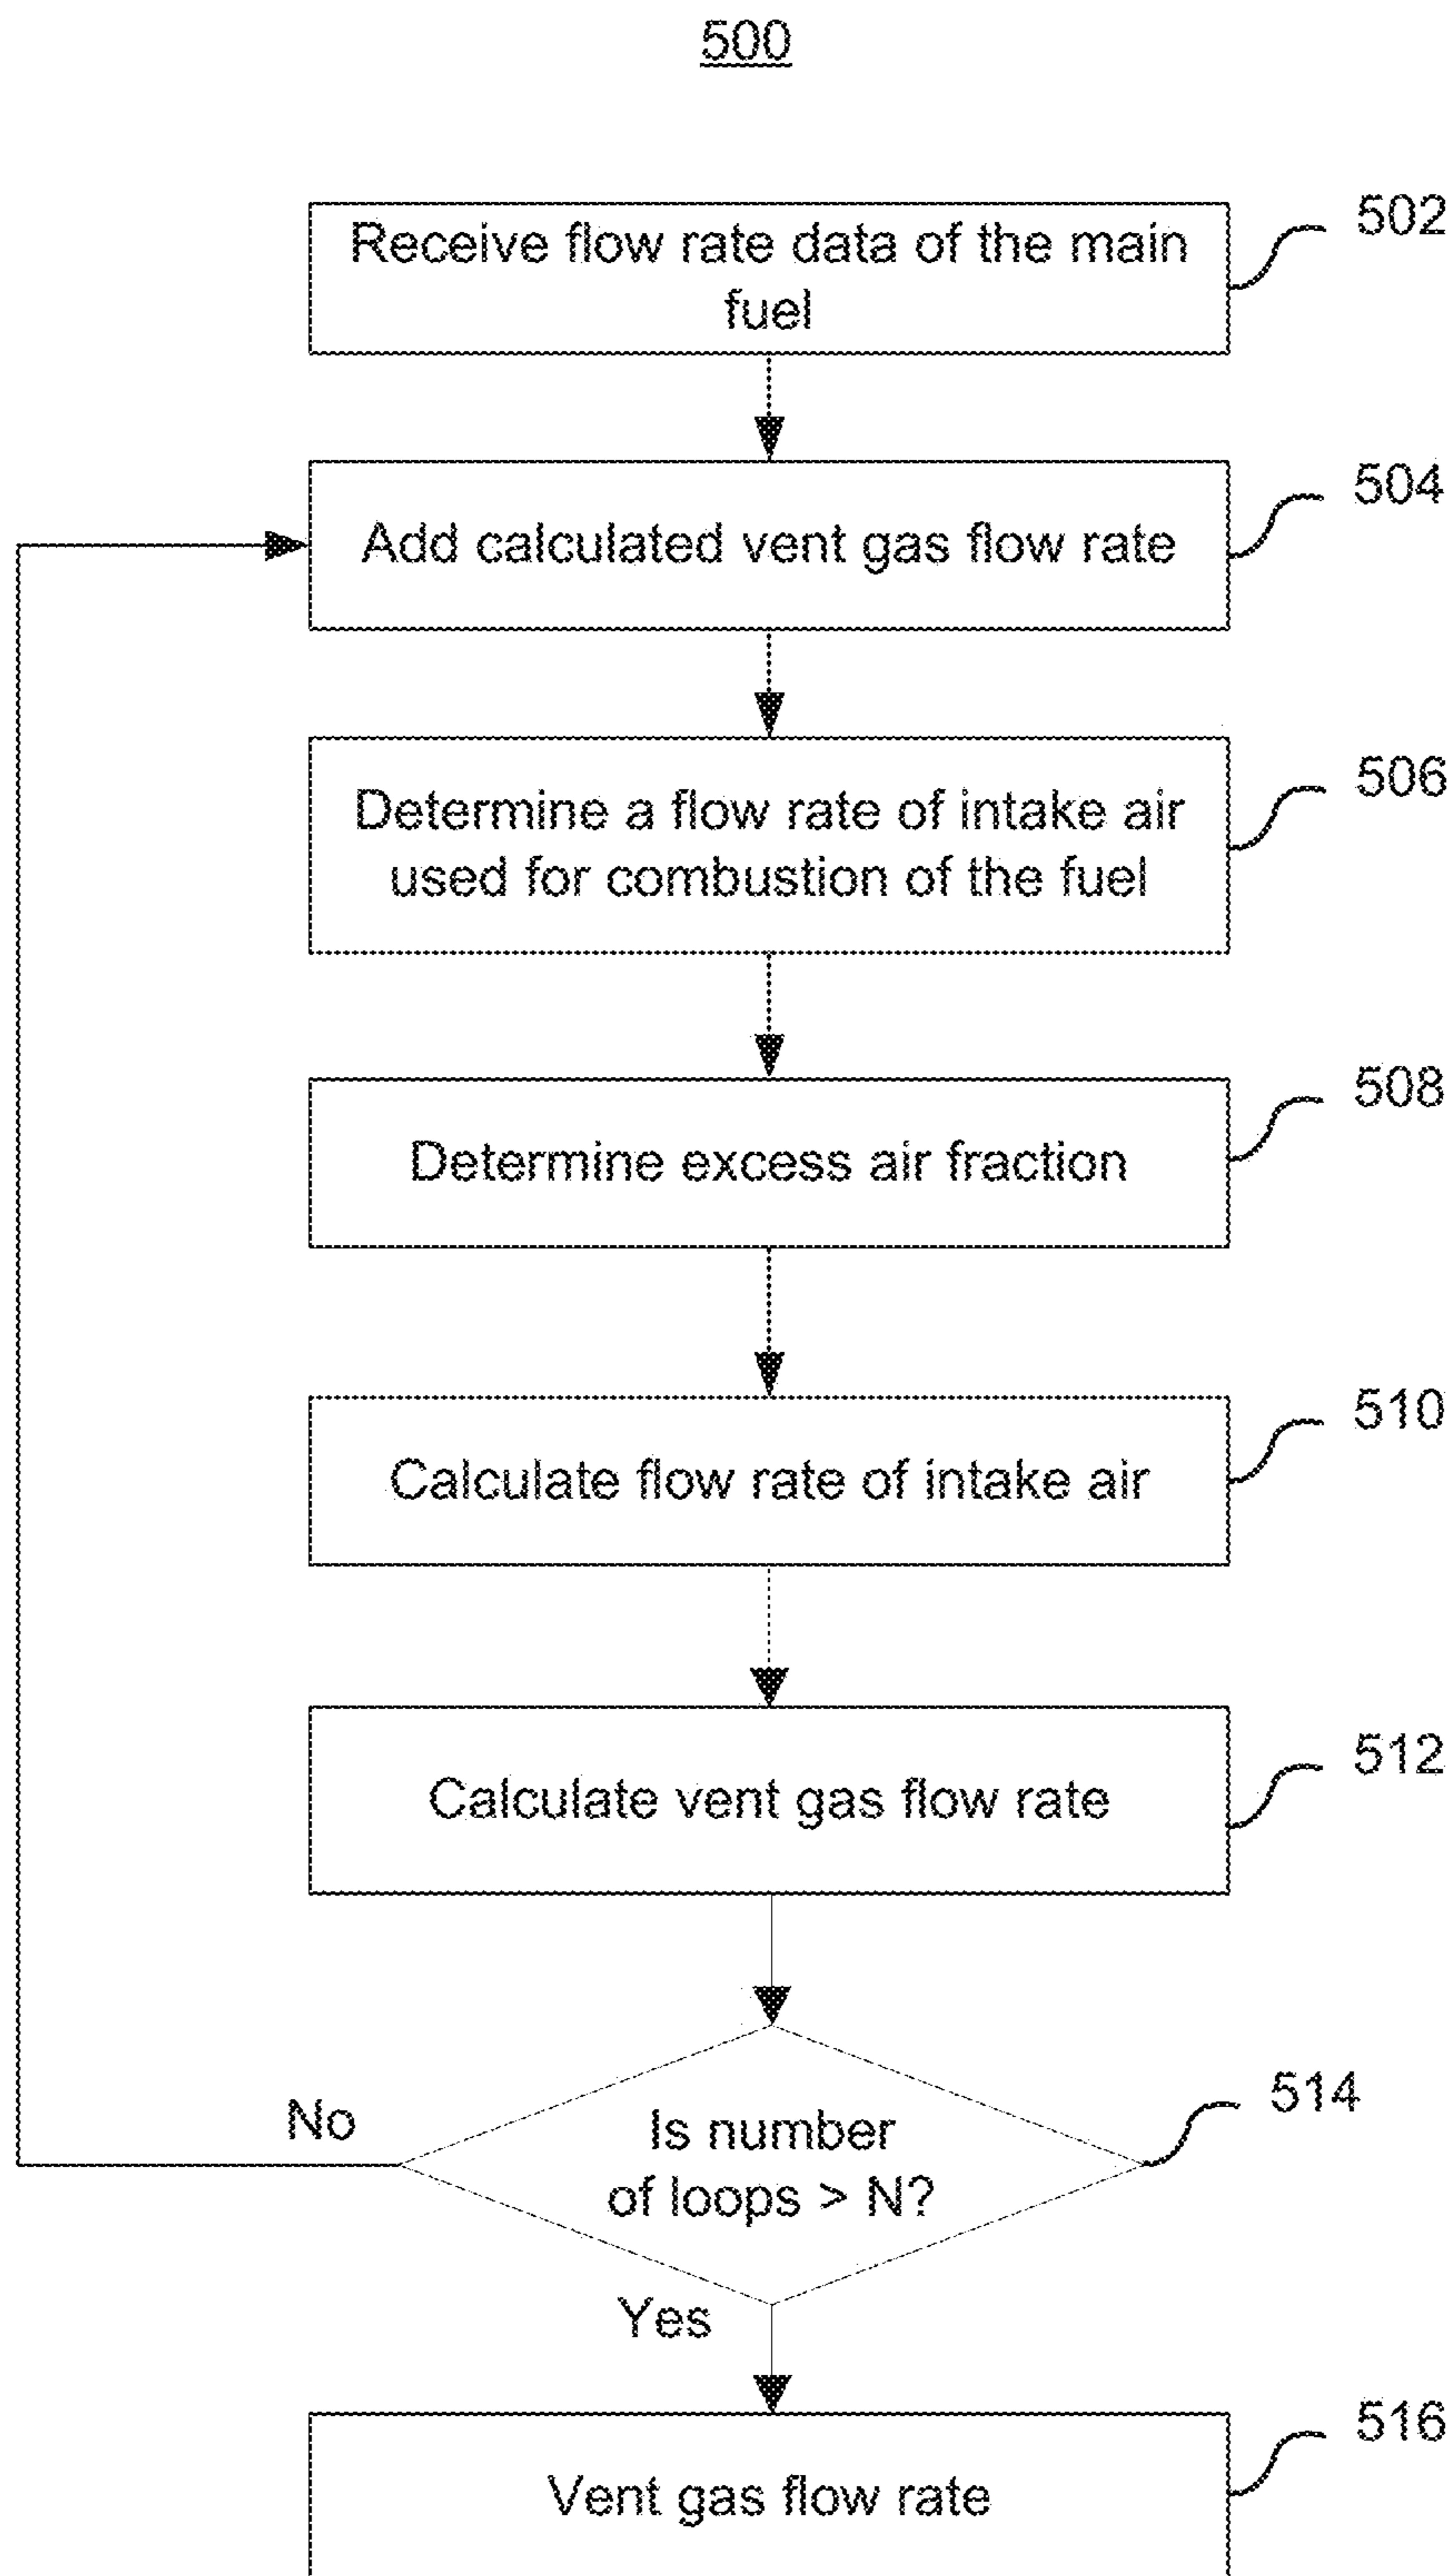 500
Receive flow rate data of the main
fuel
502
Add calculated vent gas flow rate
504
Determine a flow rate of intake air
used for combustion of the fuel
506
Determine excess air fraction
508
Calculate flow rate of intake air
510
Calculate vent gas flow rate
512
Is number
of loops > N?
514
No
Yes
Vent gas flow rate
516